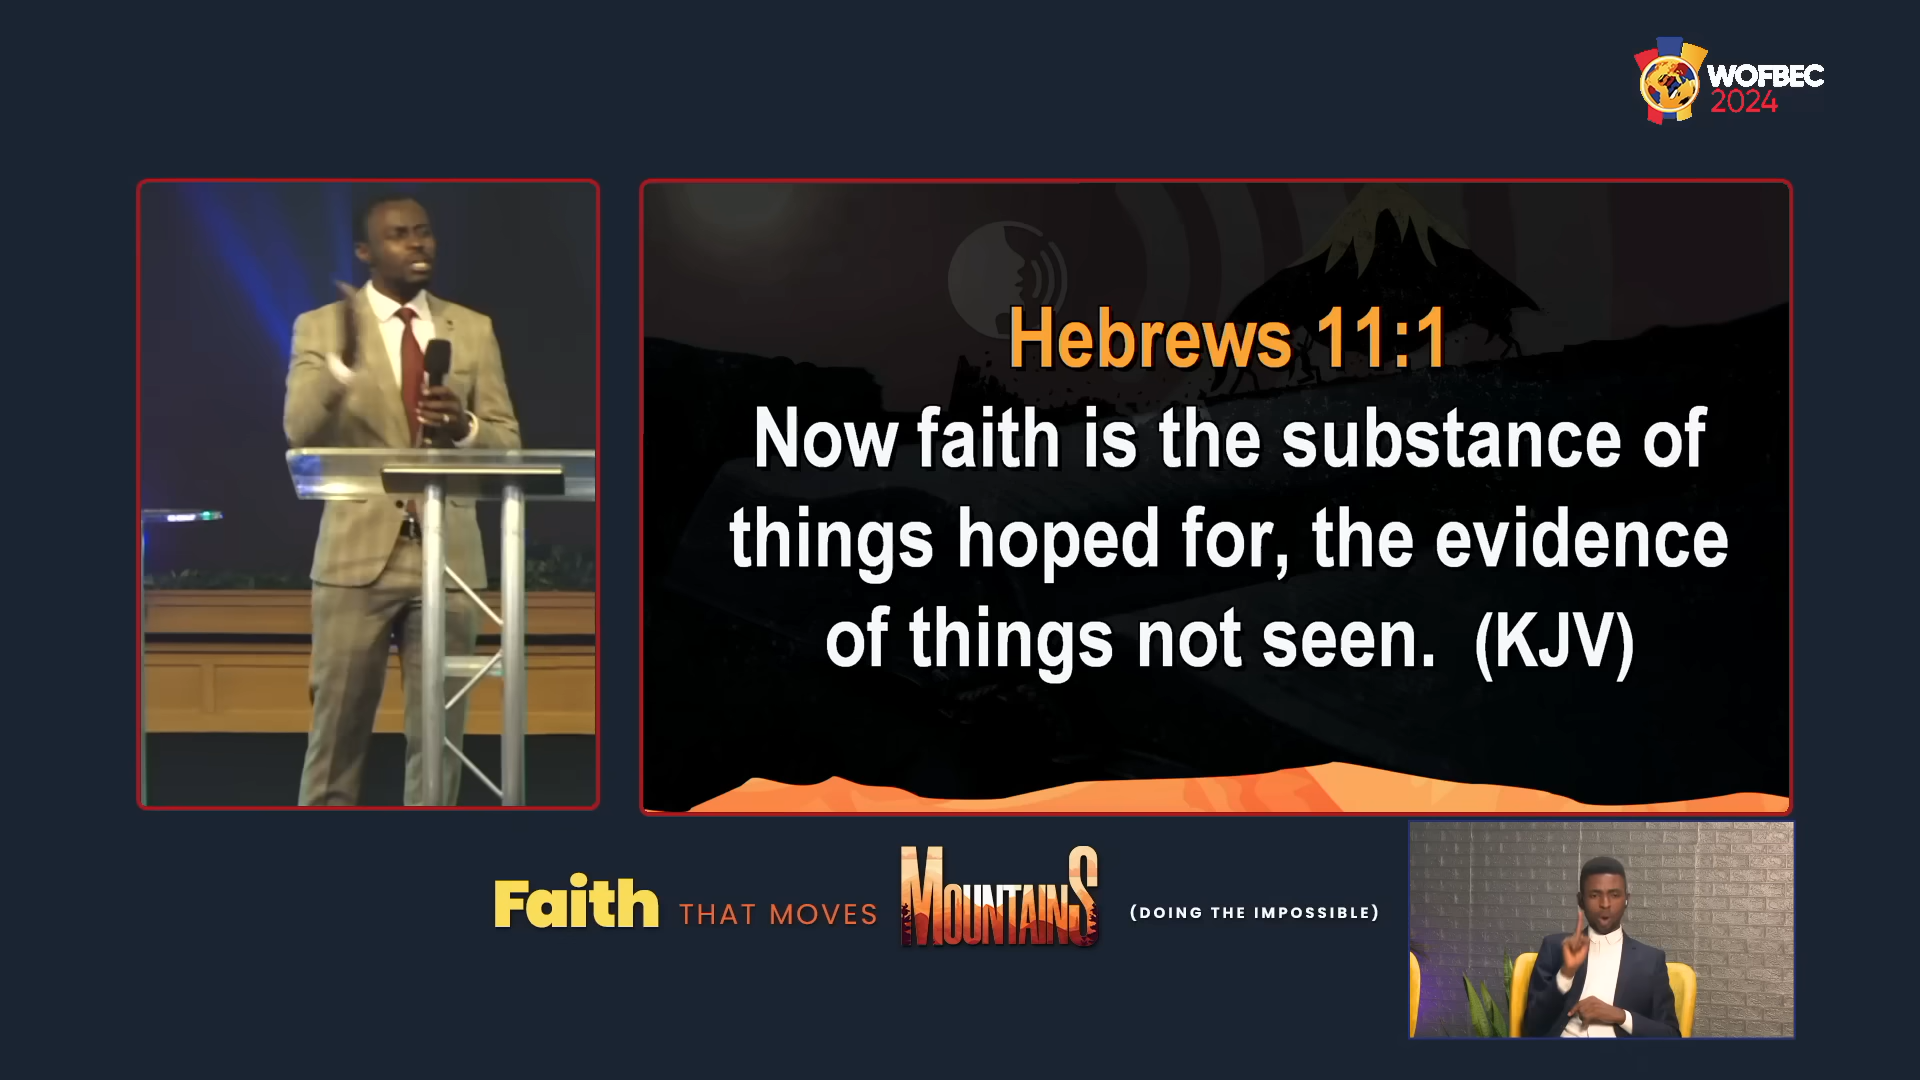 WOFBEC
2024
Hebrews 11:1
Now faith is the substance of
things hoped for, the evidence
of things not seen.  (KJV)
Faith THAT MOVES MOUNTAINS (DOING THE IMPOSSIBLE)